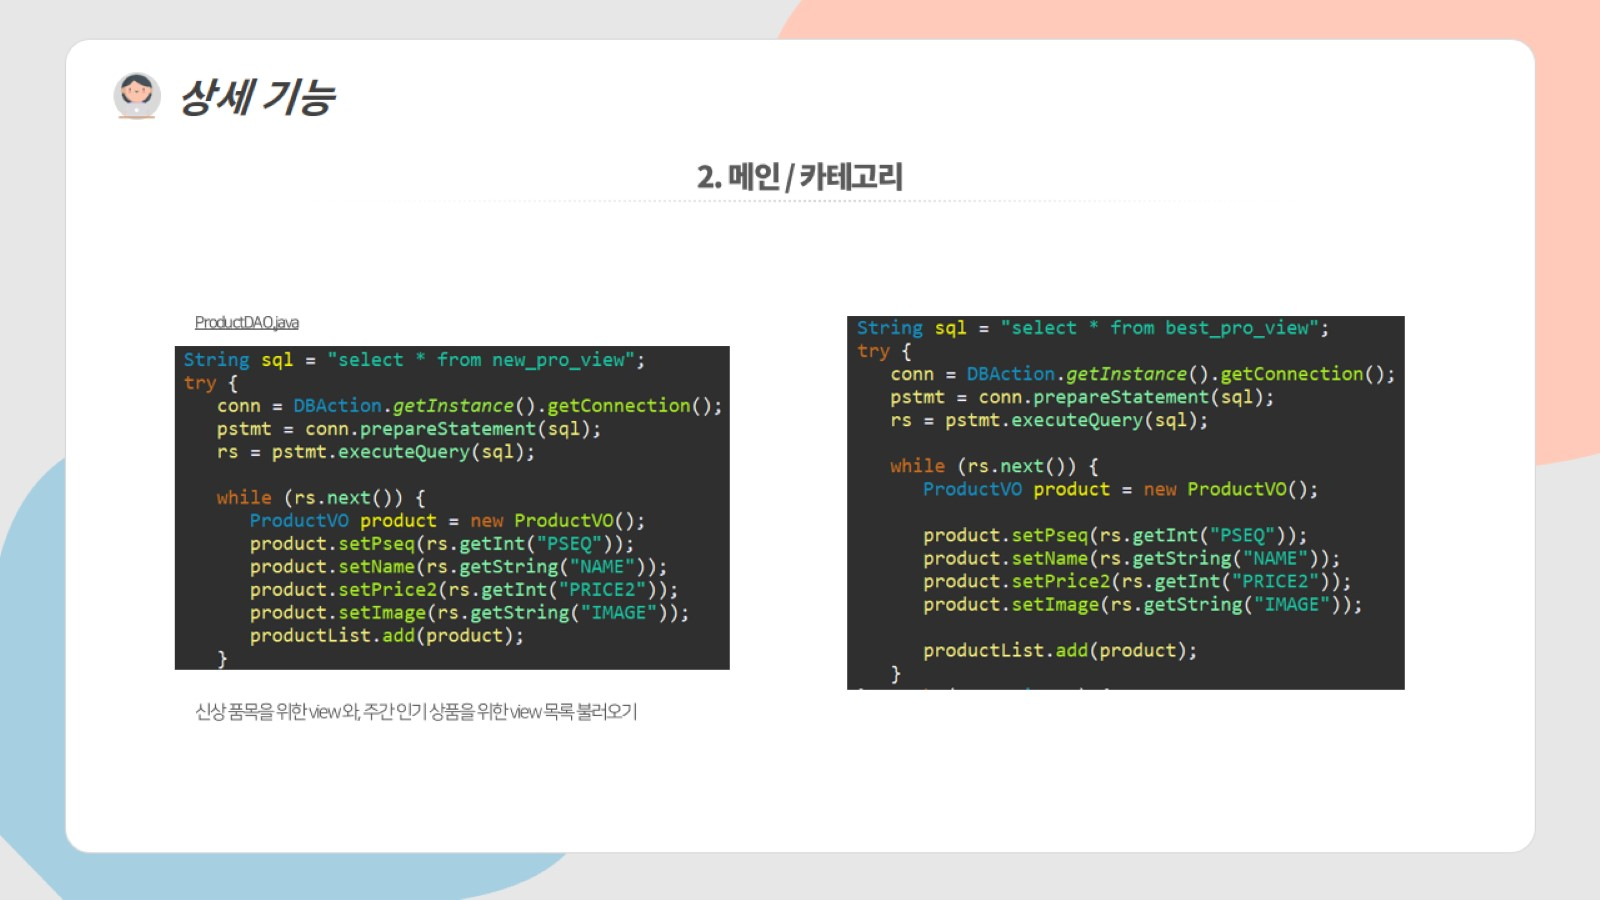 상세 기능
2. 메인 / 카테고리
ProductDAO.java
String sql = "select * from new_pro_view";
try {
conn = DBAction.getInstance().getConnection();
pstmt = conn.prepareStatement(sql);
rs = pstmt.executeQuery(sql);
while (rs.next()) {
ProductVO product = new ProductVO();
product.setPseq(rs.getInt("PSEQ"));
product.setName(rs.getString("NAME"));
product.setPrice2(rs.getInt("PRICE2"));
product.setImage(rs.getString("IMAGE"));
productList.add(product);
}
신상 품목을 위한 view 와, 주간 인기 상품을 위한 view 목록 불러오기
String sql = "select * from best_pro_view";
try {
conn = DBAction.getInstance().getConnection();
pstmt = conn.prepareStatement(sql);
rs = pstmt.executeQuery(sql);
while (rs.next()) {
ProductVO product = new ProductVO();
product.setPseq(rs.getInt("PSEQ"));
product.setName(rs.getString("NAME"));
product.setPrice2(rs.getInt("PRICE2"));
product.setImage(rs.getString("IMAGE"));
productList.add(product);
}